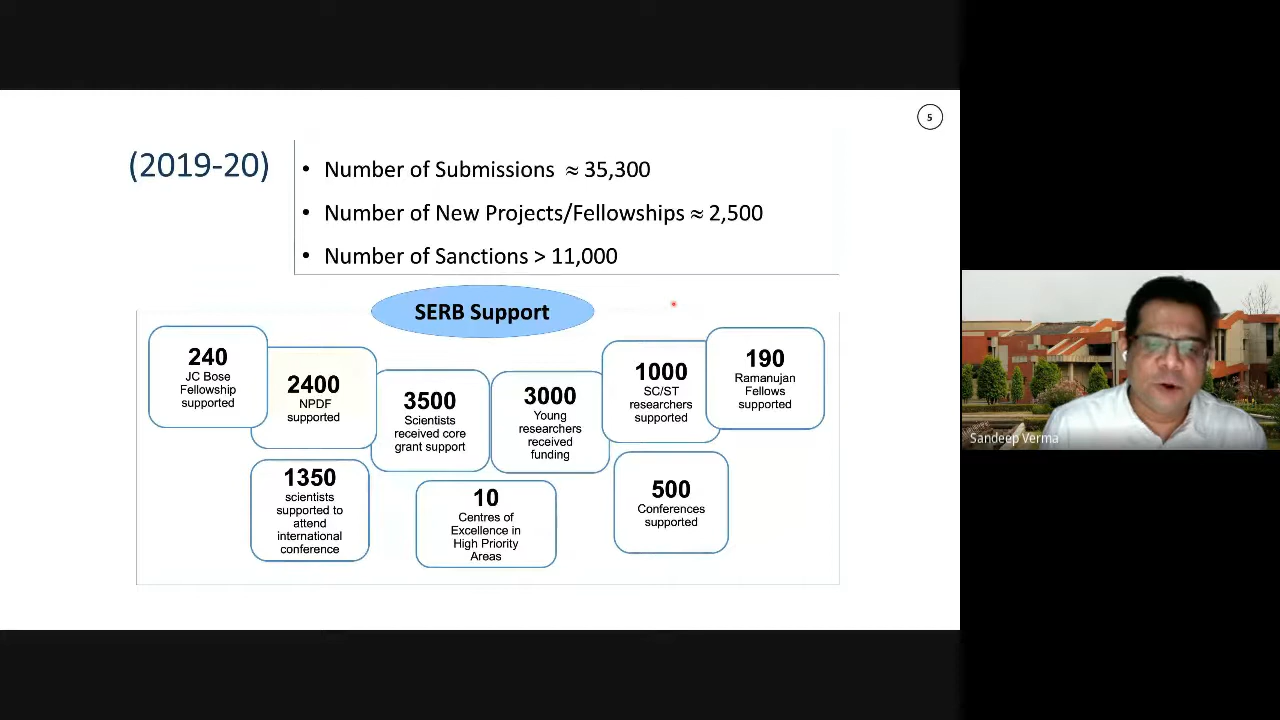 5
(2019-20)
• Number of Submissions ≈ 35,300
• Number of New Projects/Fellowships ≈ 2,500
• Number of Sanctions > 11,000
SERB Support
240
JC Bose
Fellowship
supported
2400
NPDF
supported
3500
Scientists
received core
grant support
3000
Young
researchers
received
funding
1000
SC/ST
researchers
supported
190
Ramanujan
Fellows
supported
1350
scientists
supported to
attend
international
conference
10
Centres of
Excellence in
High Priority
Areas
500
Conferences
supported
Sandeep Verma